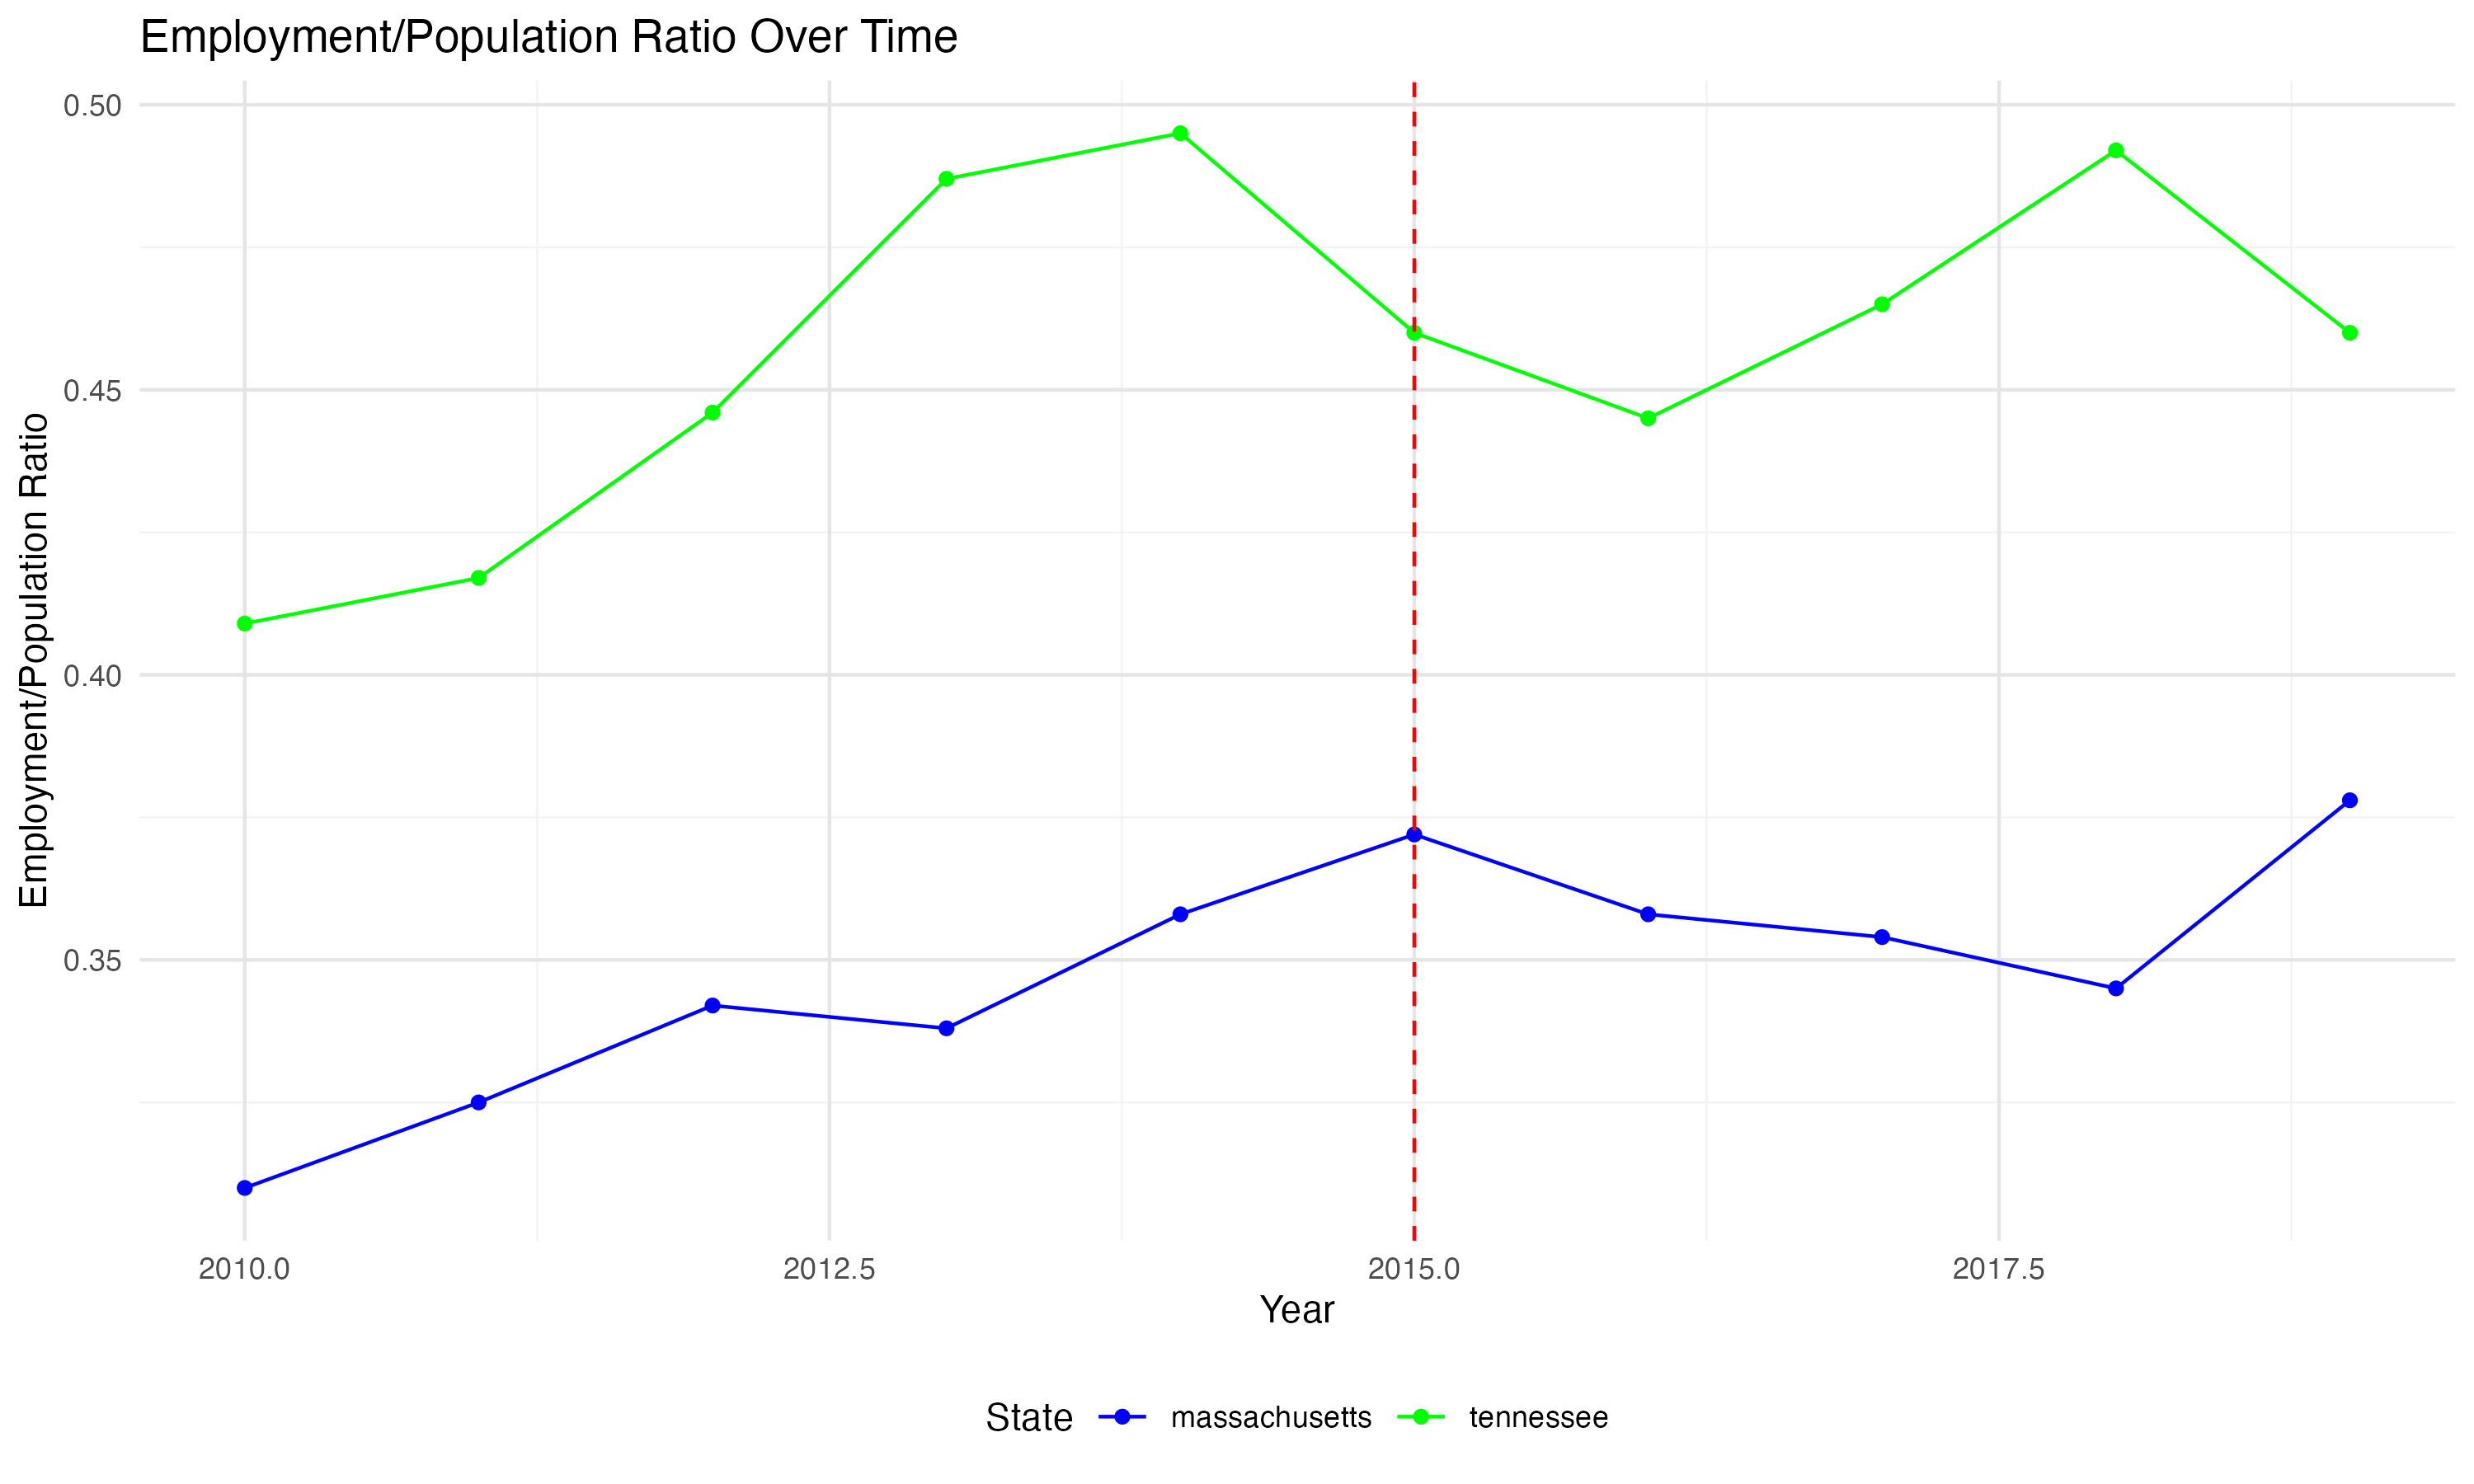 Employment/Population Ratio Over Time
0.50
0.45
0.40
0.35
Employment/Population Ratio
2010.0 2012.5 2015.0 2017.5
Year
State massachusetts tennessee